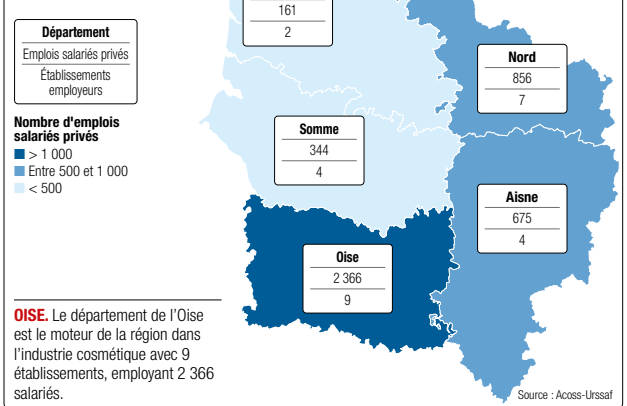 161
2
Département
Emplois salariés privés
Établissements
employeurs
Nombre d'emplois
salariés privés
> 1 000
Entre 500 et 1 000
< 500
Nord
856
7
Somme
344
4
Aisne
675
4
Oise
2 366
9
OISE. Le département de l'Oise
est le moteur de la région dans
l'industrie cosmétique avec 9
établissements, employant 2 366
salariés.
Source : Acoss-Urssaf